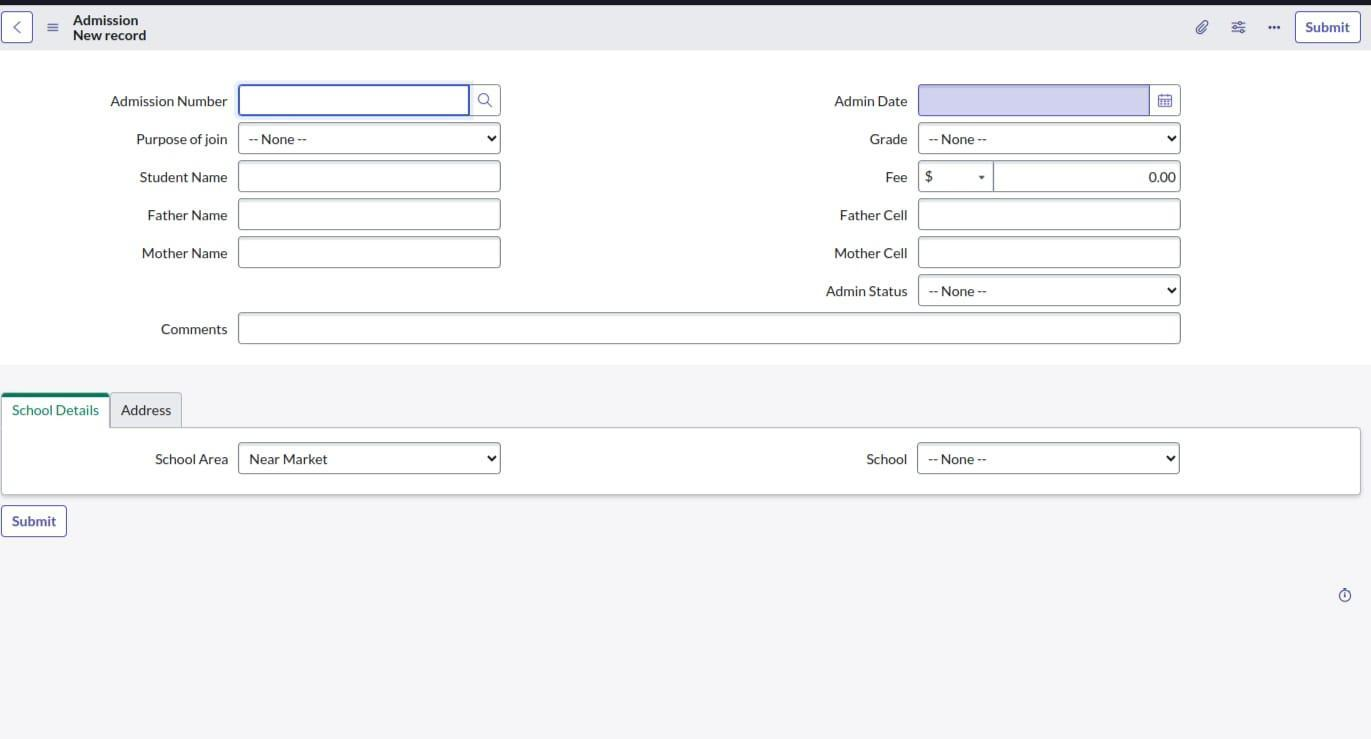 Admission
New record
Submit
Admission Number
Admin Date
Purpose of join -- None --
Grade -- None --
Student Name
Fee $ 0.00
Father Name
Father Cell
Mother Name
Mother Cell
Admin Status -- None --
Comments
School Details Address
School Area Near Market
School -- None --
Submit